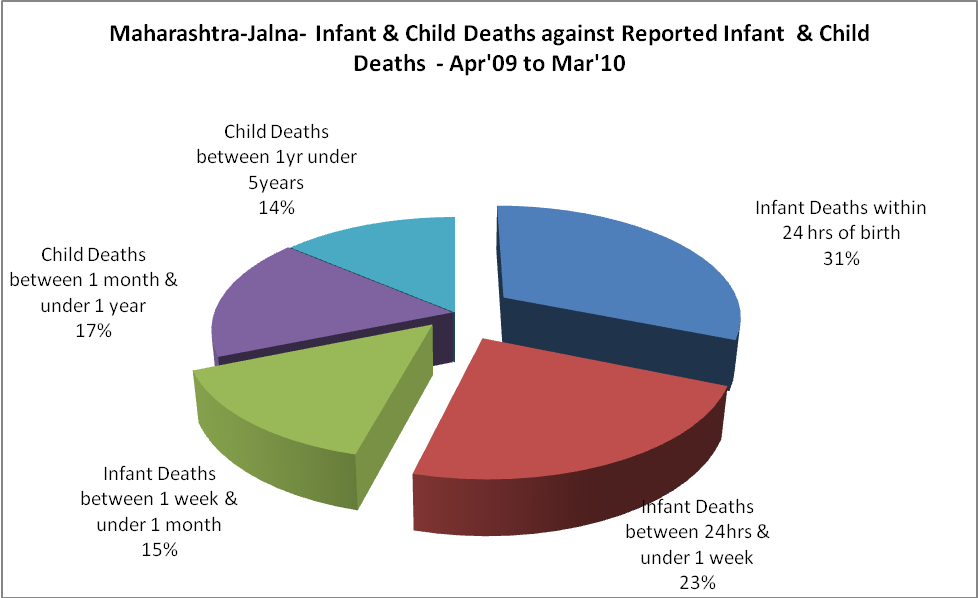 Maharashtra-Jalna- Infant & Child Deaths against Reported Infant & Child
Deaths - Apr'09 to Mar'10
Child Deaths
between 1yr under
5years
14%
Infant Deaths within
24 hrs of birth
31%
Child Deaths
between 1 month &
under 1 year
17%
Infant Deaths
between 1 week &
under 1 month
15%
Infant Deaths
between 24hrs &
under 1 week
23%